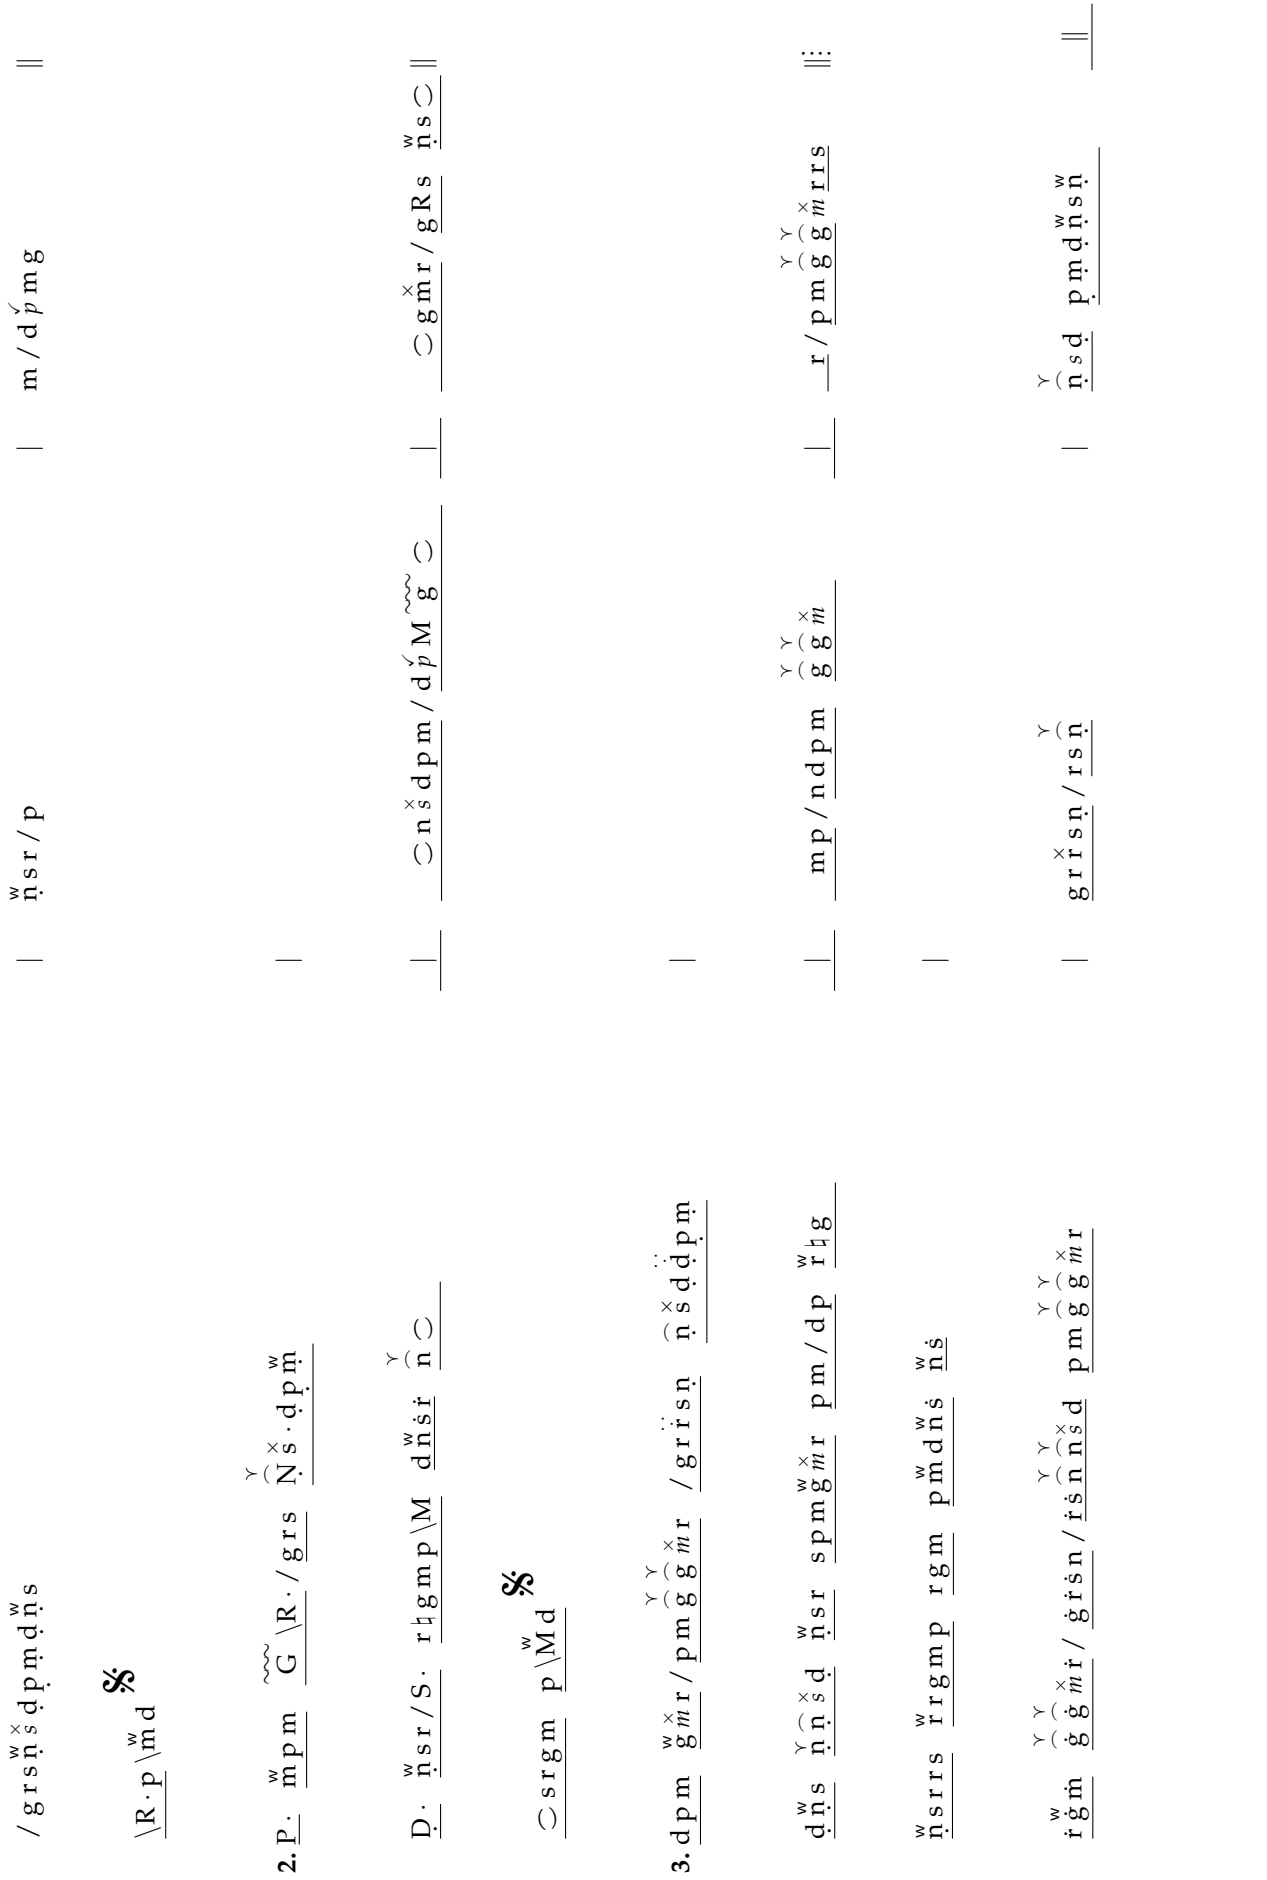 / g r s ṇ s ḍ p̣ ṃ ḍ ṇ s | ṇ s r / p | m / d p m g ||
\ R · p \ m d 𝄋
2. P · m p m G \ R · / g r s Ṇ s · ḍ p̣ ṃ |
Ḍ · ṇ s r / S · r ♮ g m p \ M d n ṡ ṙ n ⊃ | ⊃ n s d p m / d p M g ⊃ | ⊃ g m r / g R s ṇ s ⊃ ||
⊃ s r g m p \ M d 𝄋
3. d p m g m r / p m g g m r / g r r s ṇ ṇ s ḍ ḍ p̣ ṃ |
ḍ ṇ s ṇ ṇ s ḍ ṇ s r s p m g m r p m / d p r ♮ g | m p / n d p m g g m | r / p m g g m r r s ||
ṇ s r r s r r g m p r g m p m d n ṡ n ṡ |
ṙ ġ ṁ ġ ġ m ṙ / ġ ṙ ṡ n / ṙ ṡ n n s d p m g g m r | g r r s ṇ / r s ṇ | ṇ s ḍ p̣ ṃ ḍ ṇ s ṇ ||